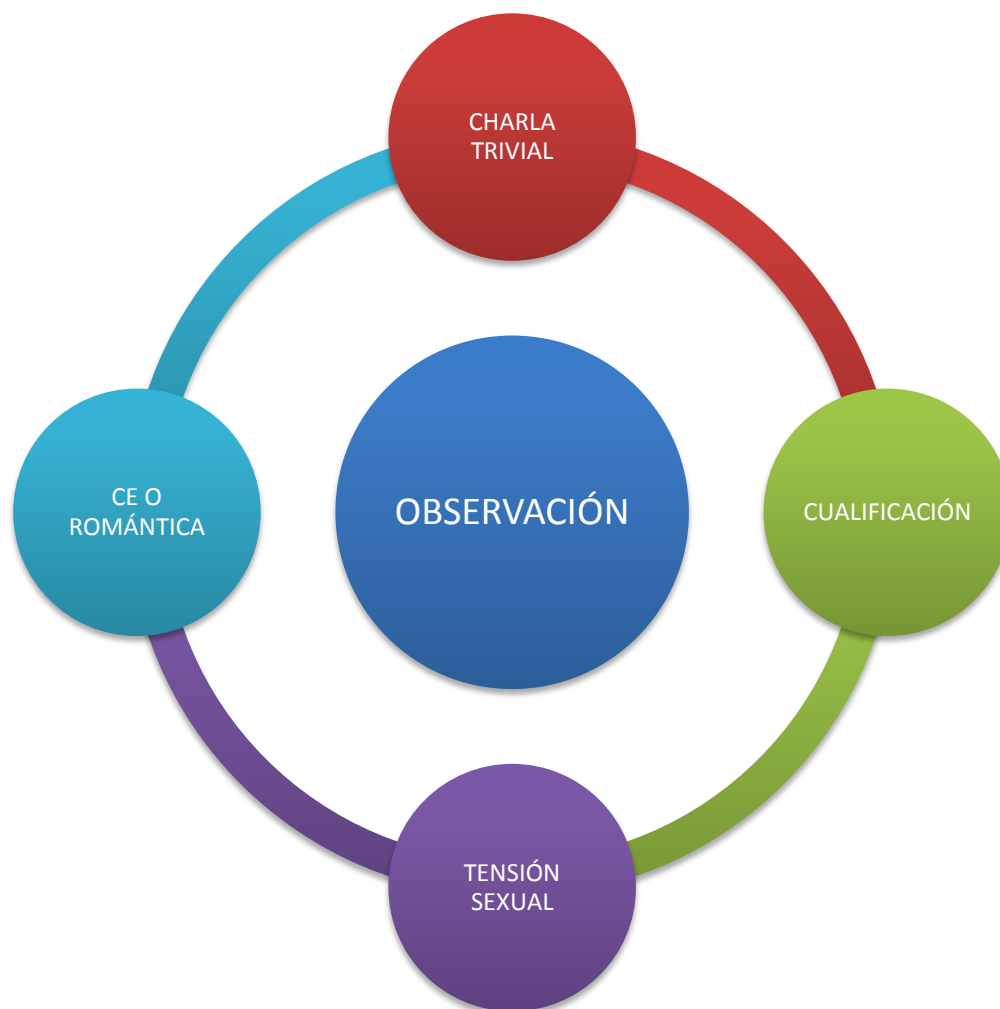 CHARLA
TRIVIAL
OBSERVACIÓN
CUALIFICACIÓN
CE O
ROMÁNTICA
TENSIÓN
SEXUAL